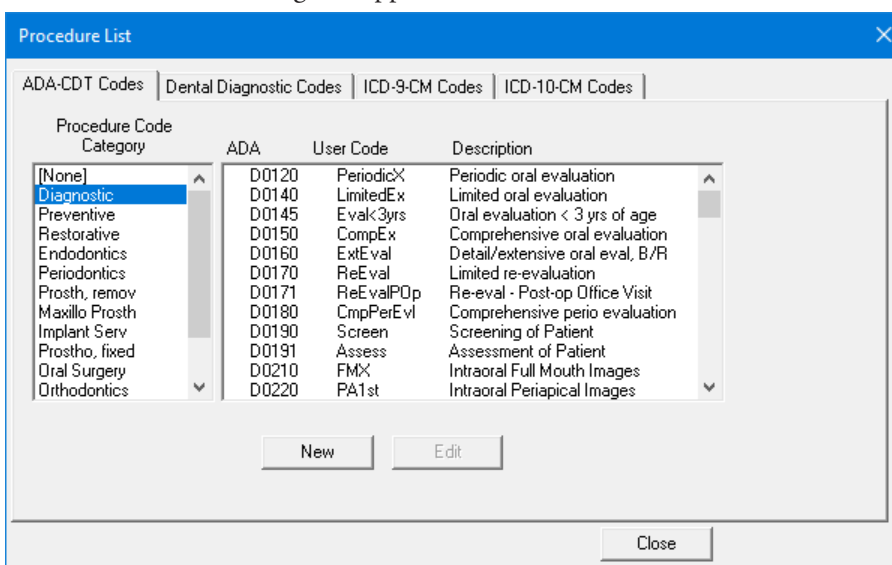 Procedure List
ADA-CDT Codes Dental Diagnostic Codes ICD-9-CM Codes ICD-10-CM Codes
Procedure Code
Category
ADA User Code Description
[None]
Diagnostic
Preventive
Restorative
Endodontics
Periodontics
Prosth, remov
Maxillo Prosth
Implant Serv
Prostho, fixed
Oral Surgery
Orthodontics
D0120 PeriodicX Periodic oral evaluation
D0140 LimitedEx Limited oral evaluation
D0145 Eval<3yrs Oral evaluation < 3 yrs of age
D0150 CompEx Comprehensive oral evaluation
D0160 ExtEval Detail/extensive oral eval, B/R
D0170 ReEval Limited re-evaluation
D0171 ReEvalPOp Re-eval - Post-op Office Visit
D0180 CmpPerEvl Comprehensive perio evaluation
D0190 Screen Screening of Patient
D0191 Assess Assessment of Patient
D0210 FMX Intraoral Full Mouth Images
D0220 PA1st Intraoral Periapical Images
New Edit
Close